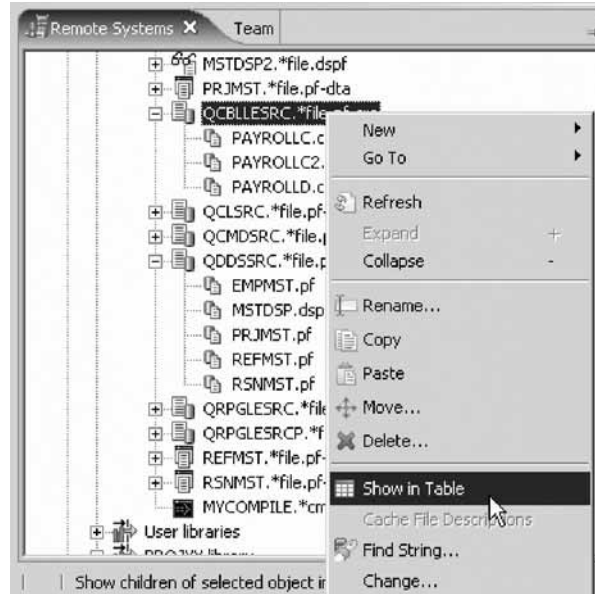 Remote Systems
Team
MSTDSP2.*file.dspf
PRJMST.*file.pf-dta
QCBLLESRC.*file.pf-src
PAYROLLC.c
PAYROLLC2.
PAYROLLD.c
QCLSRC.*file.pf-
QCMDSRC.*file.
QDDSSRC.*file.p
EMPMST.pf
MSTDSP.dsp
PRJMST.pf
REFMST.pf
RSNMST.pf
QRPGLESRC.*file
QRPGLESRCP.*f
REFMST.*file.pf-
RSNMST.*file.pf-
MYCOMPILE.*cm
User libraries
New
Go To
Refresh
Expand +
Collapse -
Rename...
Copy
Paste
Move...
Delete...
Show in Table
Cache File Descriptions
Find String...
Change...
Show children of selected object in